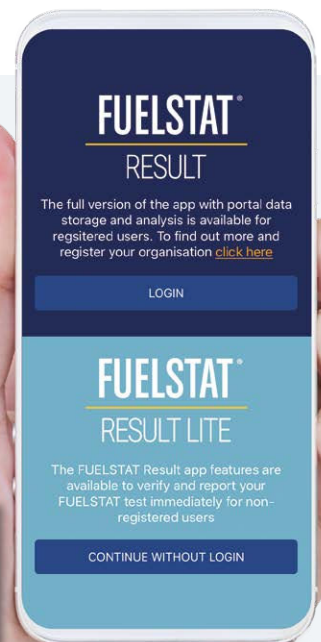 FUELSTAT®
RESULT
The full version of the app with portal data
storage and analysis is available for
regsitered users. To find out more and
register your organisation click here
LOGIN
FUELSTAT®
RESULT LITE
The FUELSTAT Result app features are
available to verify and report your
FUELSTAT test immediately for non-
registered users
CONTINUE WITHOUT LOGIN